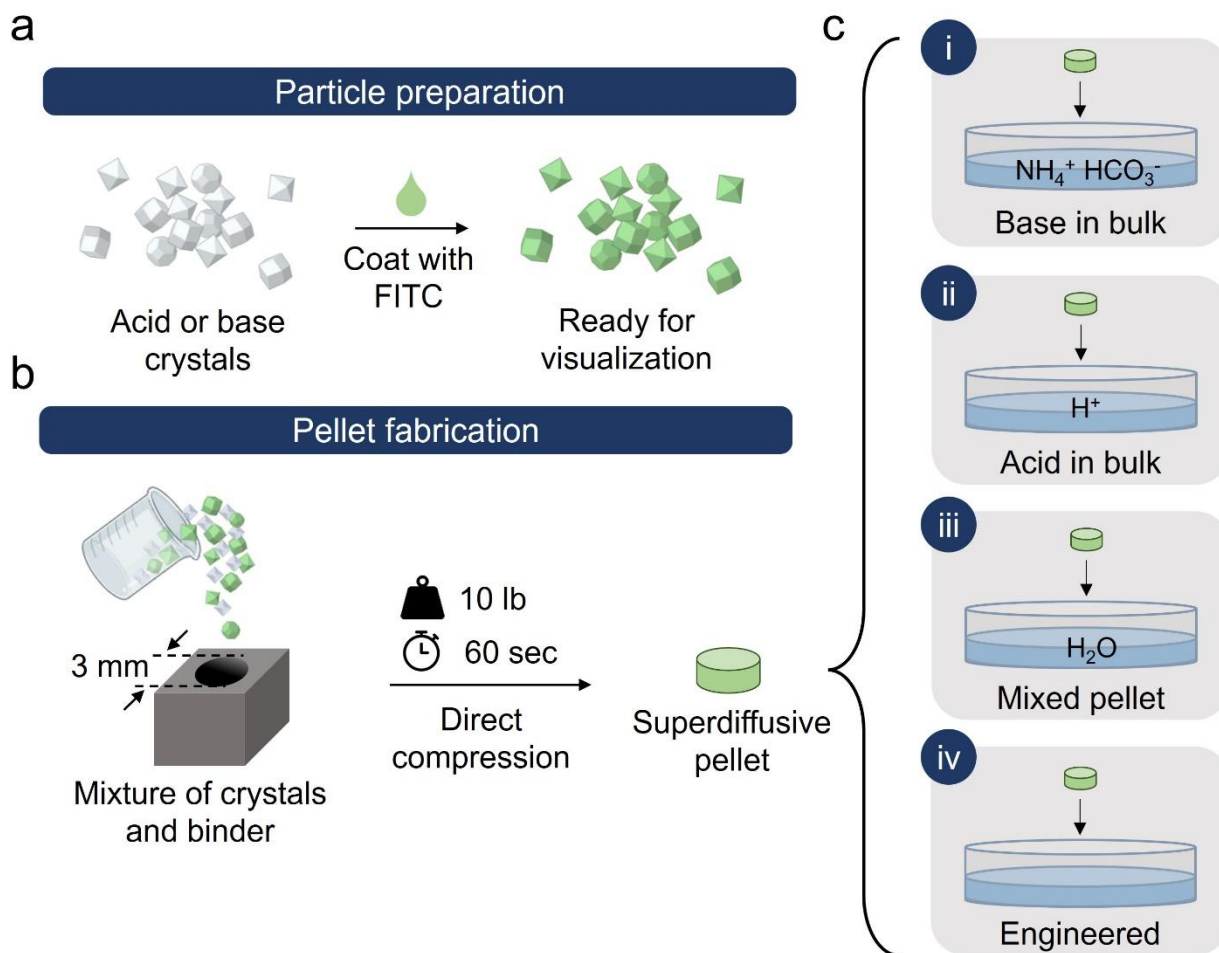 a
Particle preparation
Acid or base
crystals
Coat with
FITC
Ready for
visualization
b
Pellet fabrication
3 mm
Mixture of crystals
and binder
10 lb
60 sec
Direct
compression
Superdiffusive
pellet
c
i
NH₄⁺ HCO₃⁻
Base in bulk
ii
H⁺
Acid in bulk
iii
H₂O
Mixed pellet
iv
Engineered